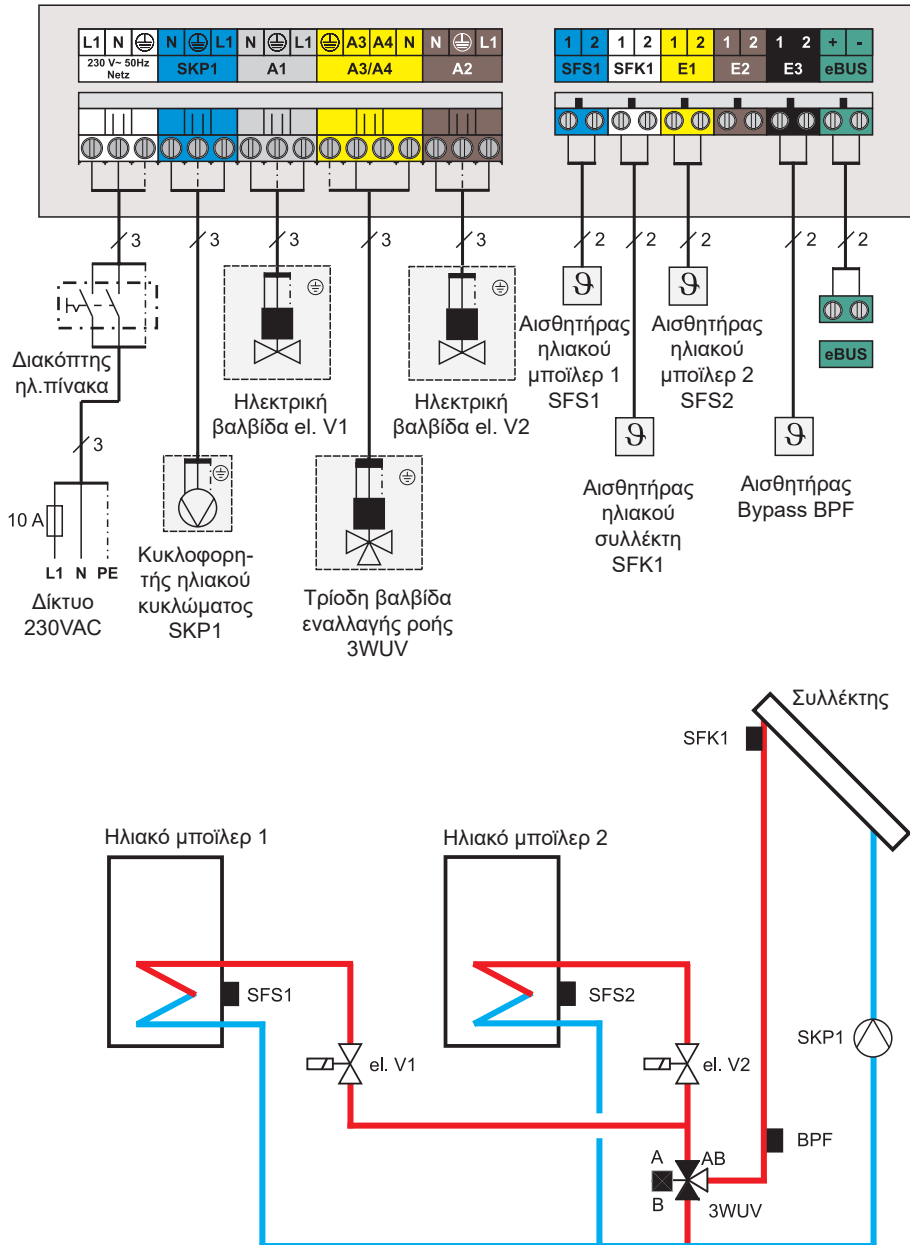 L1 N N L1 N L1 A3 A4 N N L1
230 V~ 50Hz
Netz
SKP1 A1 A3/A4 A2
1 2 1 2 1 2 1 2 1 2 + -
SFS1 SFK1 E1 E2 E3 eBUS
3 3 3 3 3 2 2 2 2 2
Διακόπτης
ηλ.πίνακα
3
10 A
L1 N PE
Δίκτυο
230VAC
Κυκλοφορη-
τής ηλιακού
κυκλώματος
SKP1
Ηλεκτρική
βαλβίδα el. V1
Τρίοδη βαλβίδα
εναλλαγής ροής
3WUV
Ηλεκτρική
βαλβίδα el. V2
ϑ
Αισθητήρας
ηλιακού
μποϊλερ 1
SFS1
ϑ
Αισθητήρας
ηλιακού
συλλέκτη
SFK1
ϑ
Αισθητήρας
ηλιακού
μποϊλερ 2
SFS2
ϑ
Αισθητήρας
Bypass BPF
eBUS
Συλλέκτης
SFK1
Ηλιακό μποϊλερ 1
Ηλιακό μποϊλερ 2
SFS1
SFS2
SKP1
el. V1
el. V2
BPF
A AB
B
3WUV